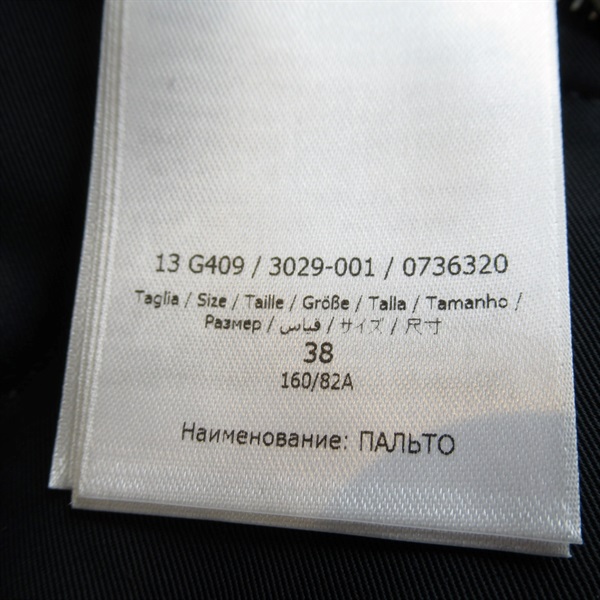 13 G409 / 3029-001 / 0736320
Taglia / Size / Taille / Größe / Talla / Tamanho /
Размер / قياس / サイズ / 尺寸
38
160/82A
Наименование: ПАЛЬТО